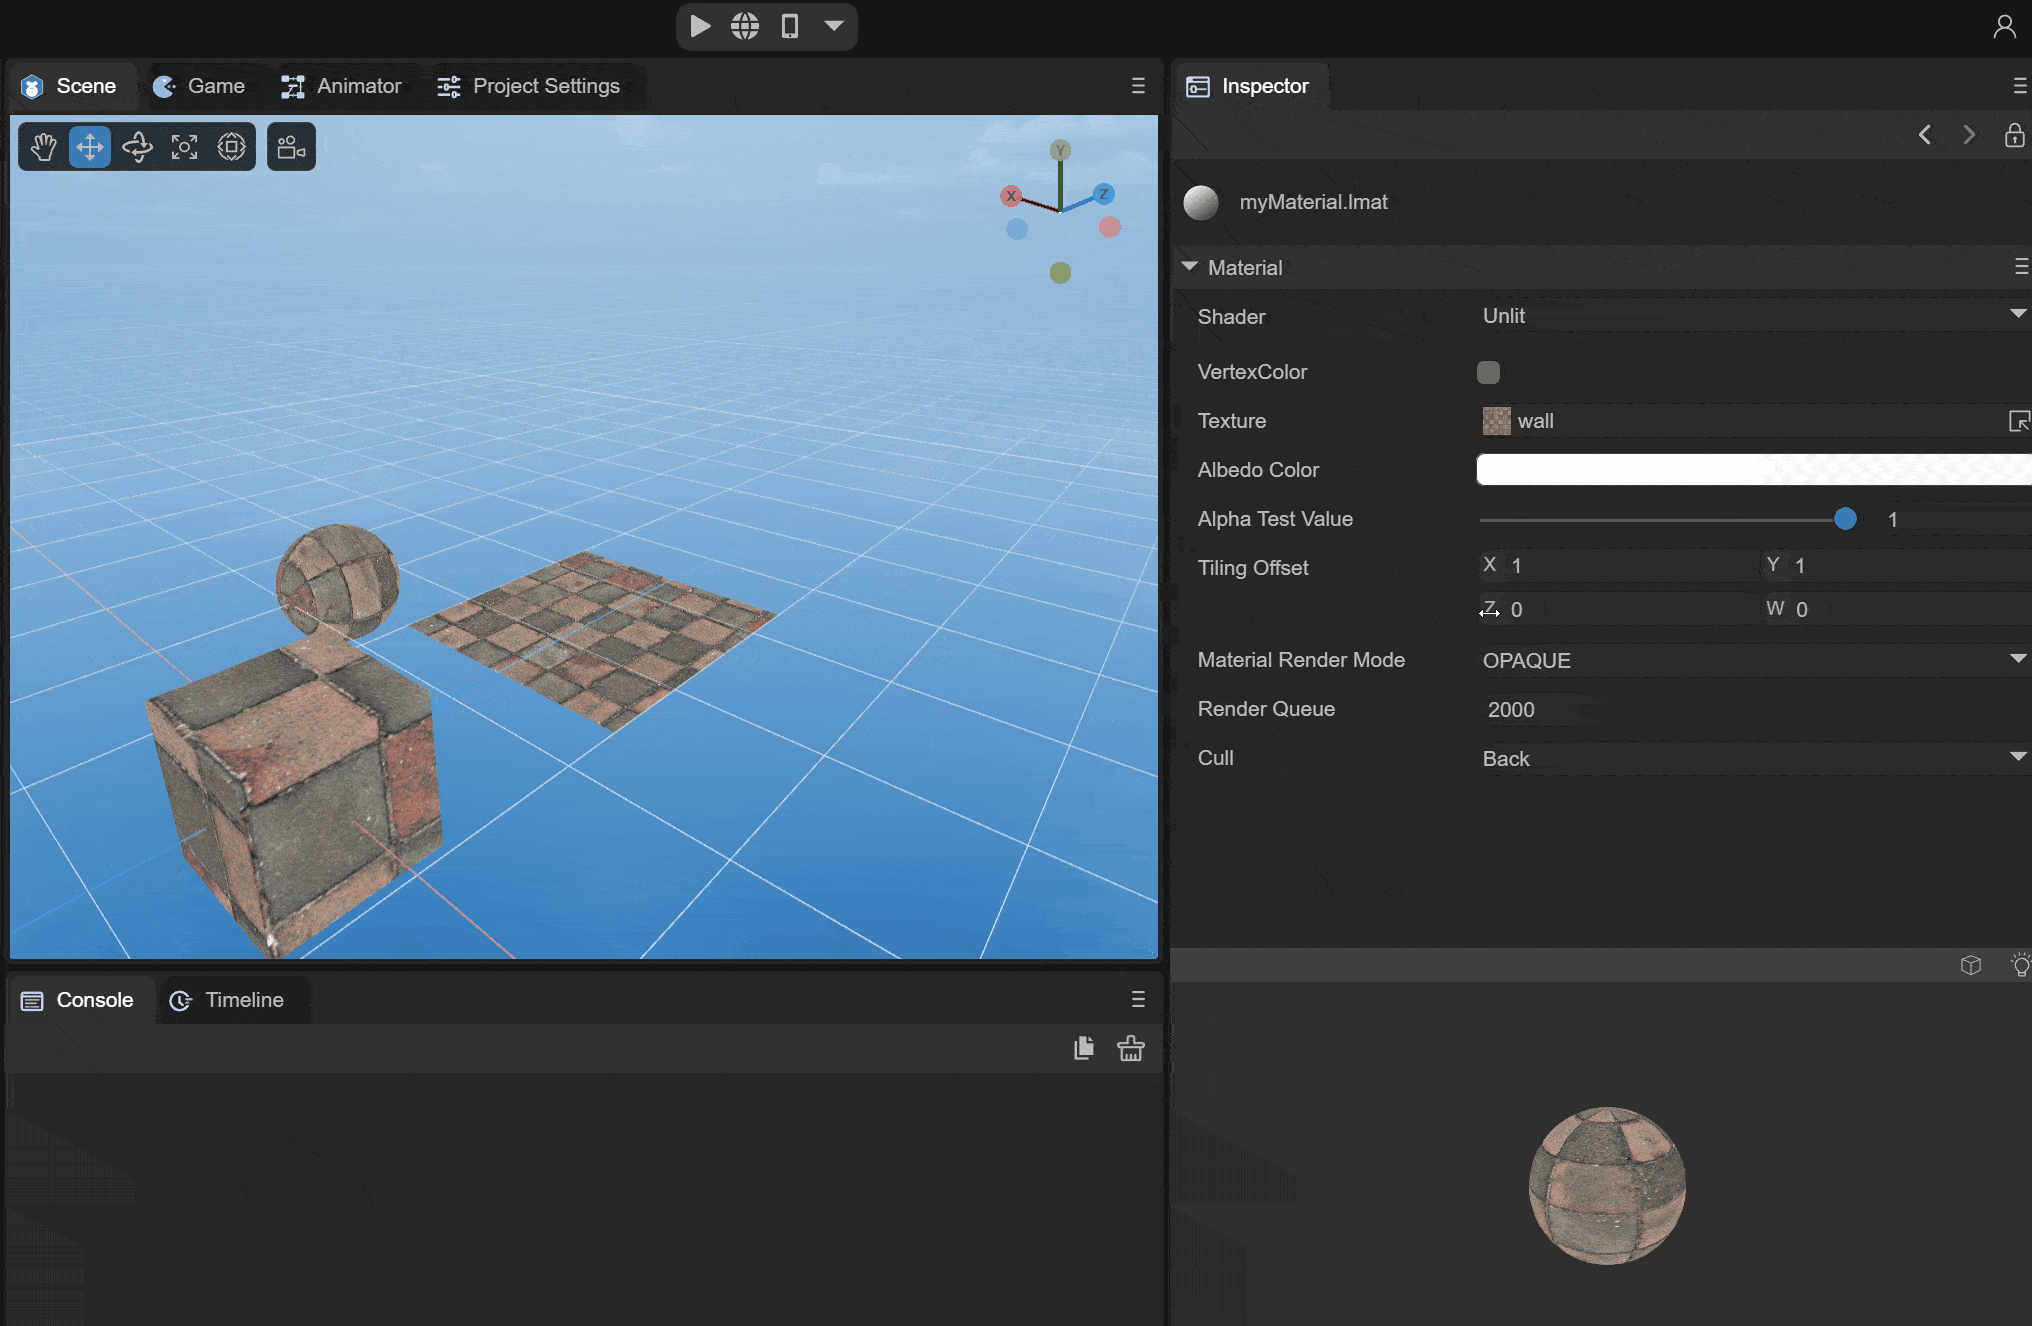 Scene Game Animator Project Settings
Y
X Z
Inspector
myMaterial.lmat
Material
Shader Unlit
VertexColor
Texture wall
Albedo Color
Alpha Test Value 1
Tiling Offset X 1 Y 1
Z 0 W 0
Material Render Mode OPAQUE
Render Queue 2000
Cull Back
Console Timeline